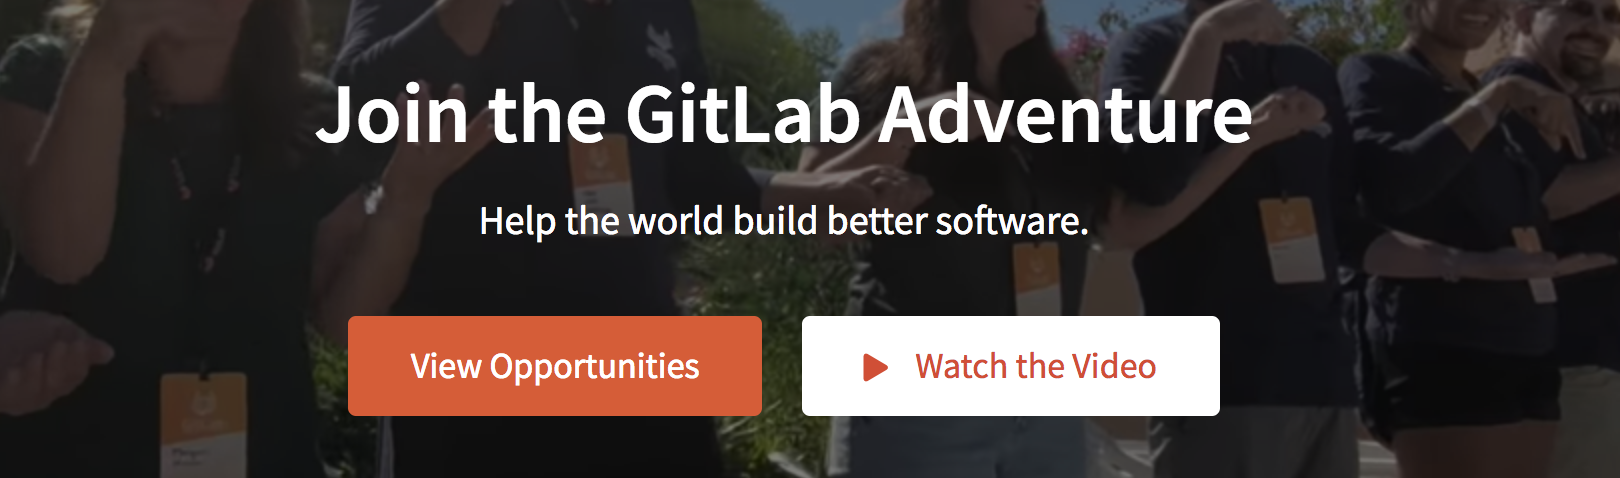 Join the GitLab Adventure
Help the world build better software.
View Opportunities
Watch the Video